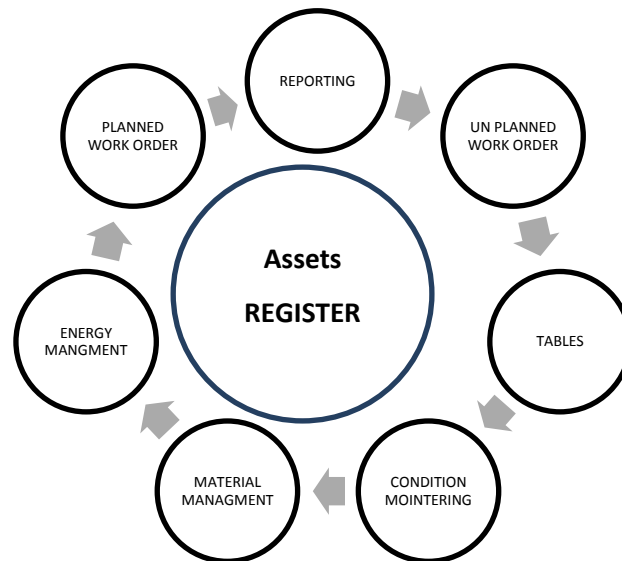 REPORTING
PLANNED
WORK ORDER
UN PLANNED
WORK ORDER
Assets
REGISTER
ENERGY
MANGMENT
TABLES
MATERIAL
MANAGMENT
CONDITION
MOINTERING